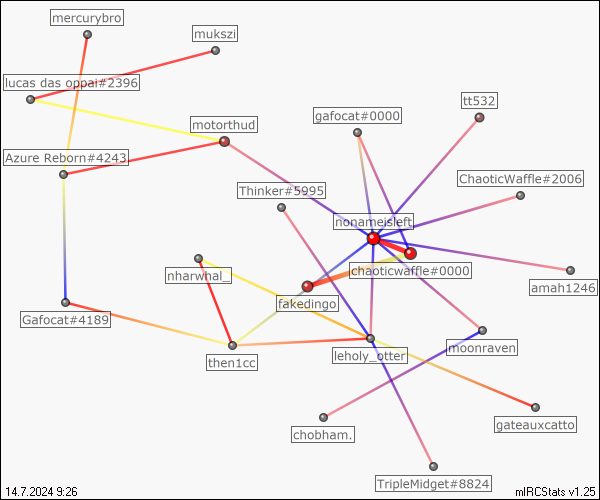 mercurybro
mukszi
lucas das oppai#2396
tt532
gafocat#0000
motorthud
Azure Reborn#4243
ChaoticWaffle#2006
Thinker#5995
nonameisleft
chaoticwaffle#0000
nharwhal_
amah1246
fakedingo
Gafocat#4189
moonraven
leholy_otter
then1cc
gateauxcatto
chobham.
TripleMidget#8824
14.7.2024 9:26
mIRCStats v1.25